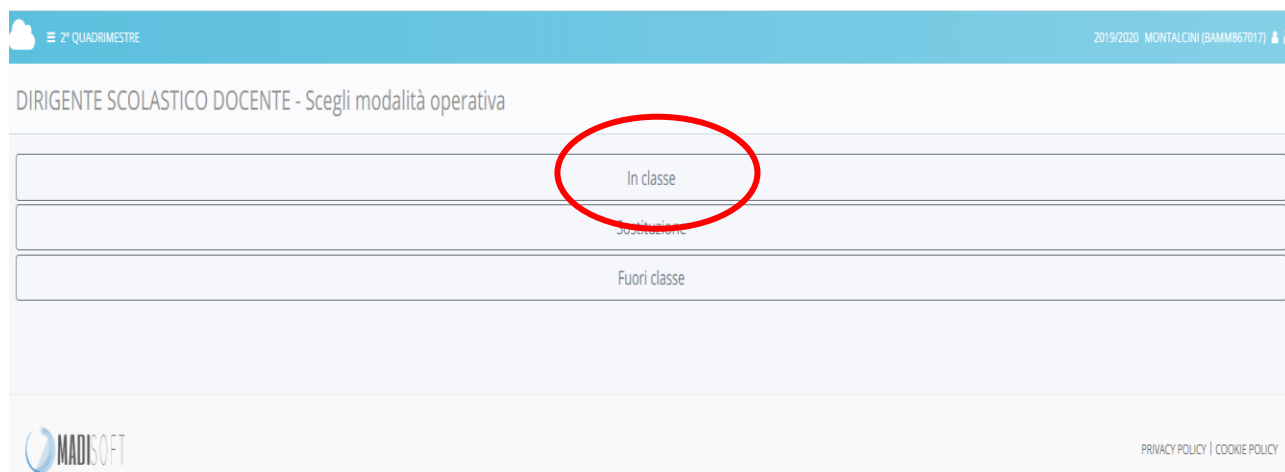 ≡ 2° QUADRIMESTRE
2019/2020 MONTALCINI (BAMM867017)
DIRIGENTE SCOLASTICO DOCENTE - Scegli modalità operativa
In classe
Sostituzione
Fuori classe
MADISOFT
PRIVACY POLICY | COOKIE POLICY